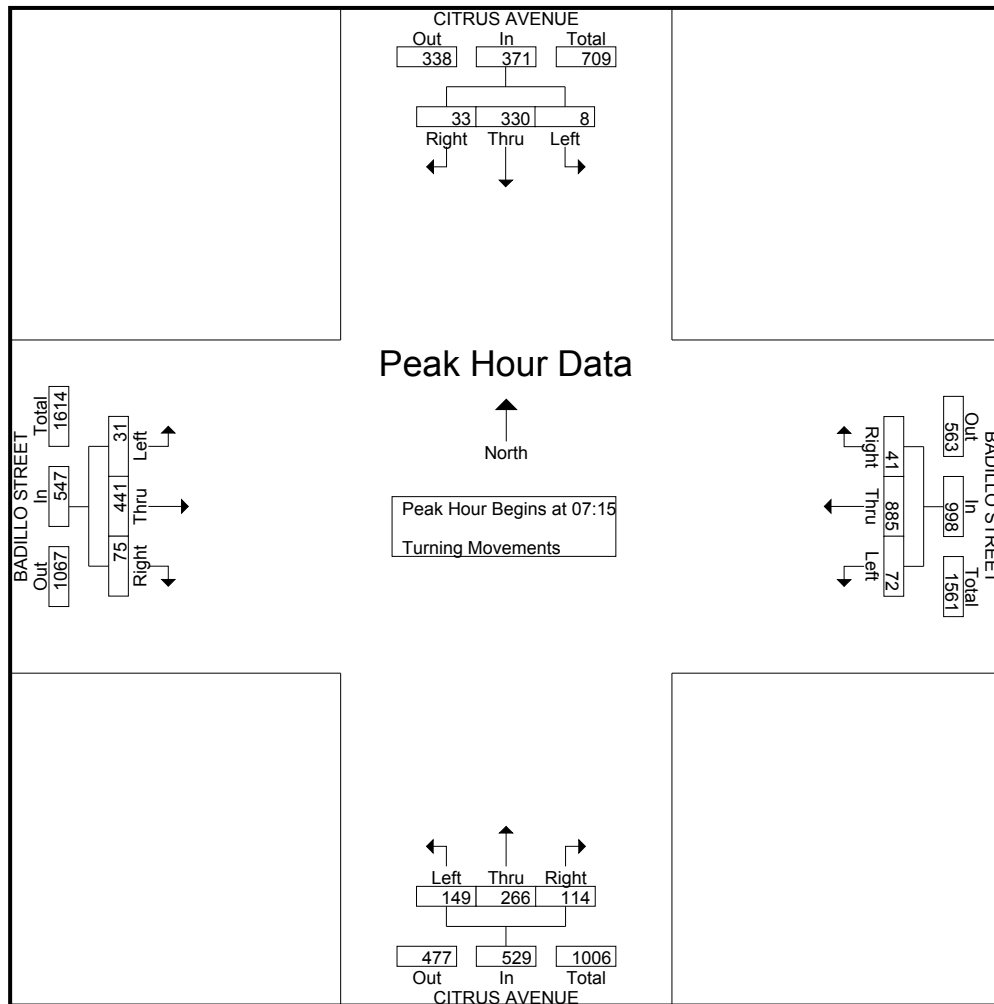 CITRUS AVENUE
Out In Total
338 371 709
33 330 8
Right Thru Left
Peak Hour Data
North
Peak Hour Begins at 07:15
Turning Movements
BADILLO STREET
Out In Total
1067 547 1614
75 441 31
Right Thru Left
BADILLO STREET
Out In Total
563 998 1561
41 885 72
Right Thru Left
Left Thru Right
149 266 114
477 529 1006
Out In Total
CITRUS AVENUE